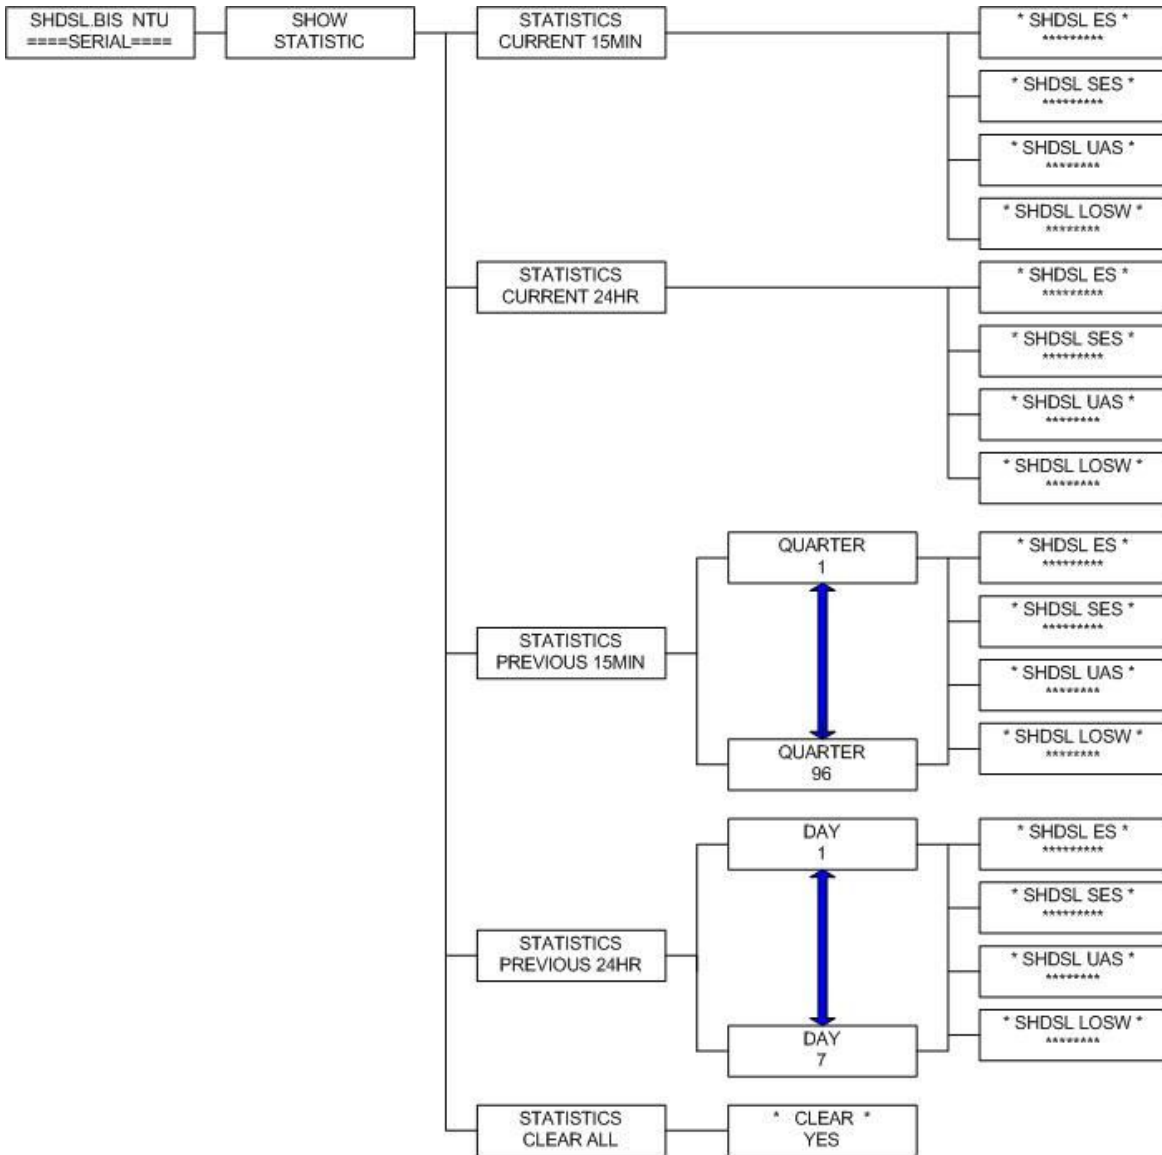 SHDSL.BIS NTU
====SERIAL====
SHOW
STATISTIC
STATISTICS
CURRENT 15MIN
* SHDSL ES *
*********
* SHDSL SES *
*********
* SHDSL UAS *
********
* SHDSL LOSW *
********
STATISTICS
CURRENT 24HR
* SHDSL ES *
*********
* SHDSL SES *
*********
* SHDSL UAS *
********
* SHDSL LOSW *
********
STATISTICS
PREVIOUS 15MIN
QUARTER
1
QUARTER
96
* SHDSL ES *
*********
* SHDSL SES *
*********
* SHDSL UAS *
********
* SHDSL LOSW *
********
STATISTICS
PREVIOUS 24HR
DAY
1
DAY
7
* SHDSL ES *
*********
* SHDSL SES *
*********
* SHDSL UAS *
********
* SHDSL LOSW *
********
STATISTICS
CLEAR ALL
* CLEAR *
YES